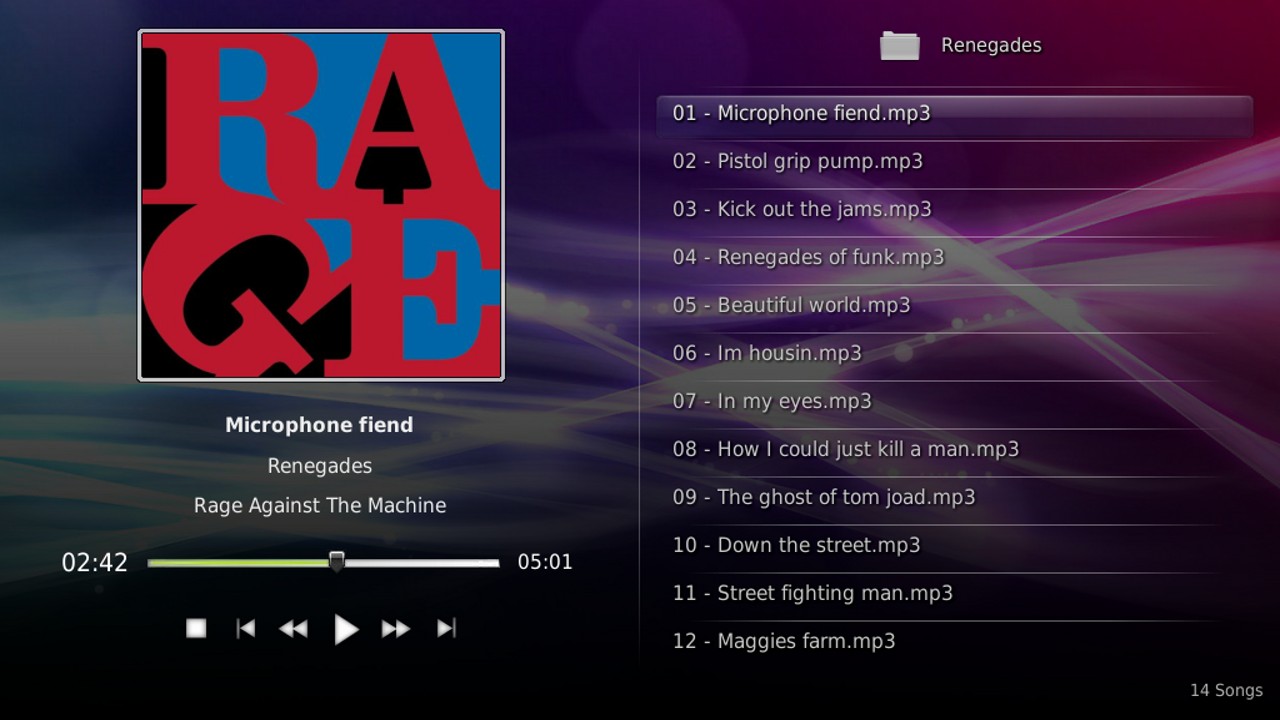 RA
GE
Microphone fiend
Renegades
Rage Against The Machine
02:42
05:01
Renegades
01 - Microphone fiend.mp3
02 - Pistol grip pump.mp3
03 - Kick out the jams.mp3
04 - Renegades of funk.mp3
05 - Beautiful world.mp3
06 - Im housin.mp3
07 - In my eyes.mp3
08 - How I could just kill a man.mp3
09 - The ghost of tom joad.mp3
10 - Down the street.mp3
11 - Street fighting man.mp3
12 - Maggies farm.mp3
14 Songs